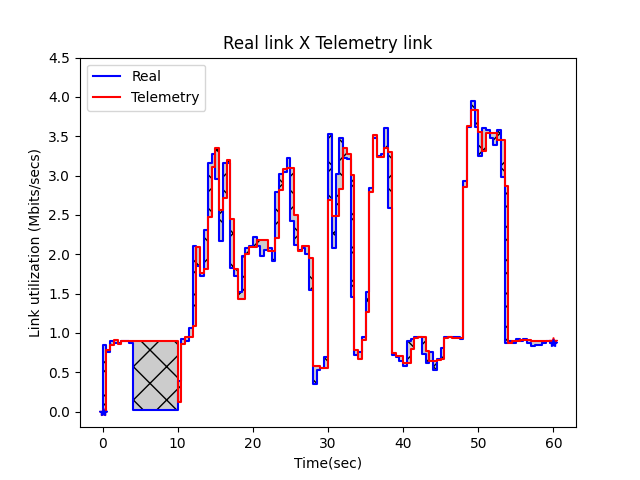 Real link X Telemetry link
Real
Telemetry
Link utilization (Mbits/secs)
4.5
4.0
3.5
3.0
2.5
2.0
1.5
1.0
0.5
0.0
0 10 20 30 40 50 60
Time(sec)